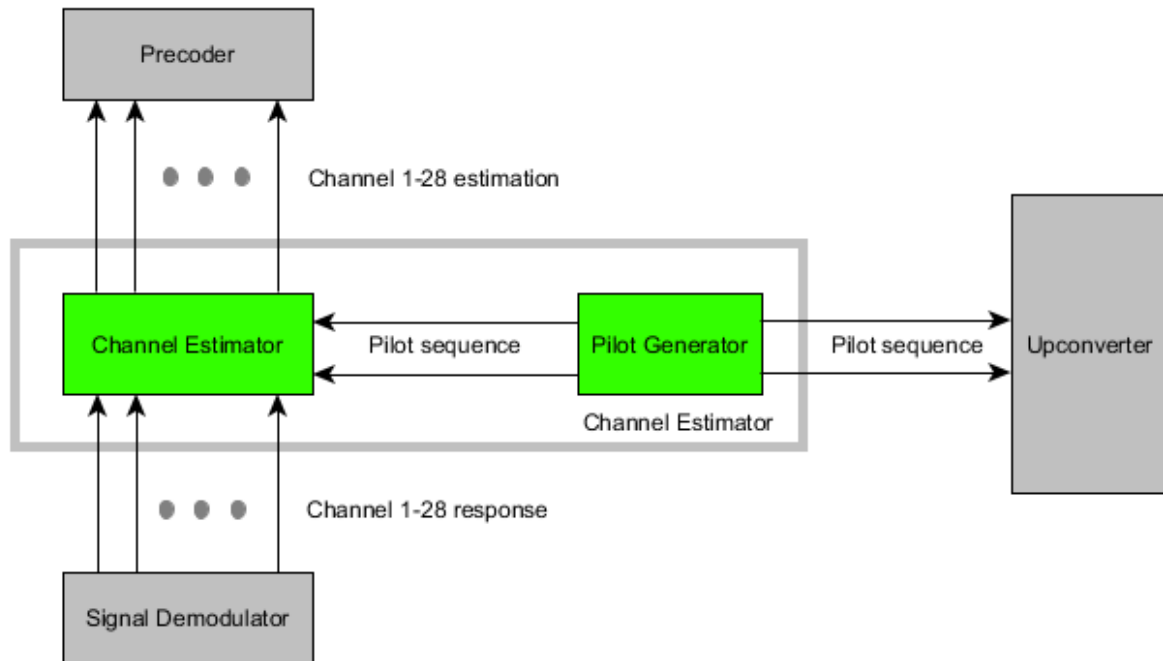 Precoder
Channel 1-28 estimation
Channel Estimator
Pilot sequence
Pilot Generator
Pilot sequence
Upconverter
Channel Estimator
Channel 1-28 response
Signal Demodulator